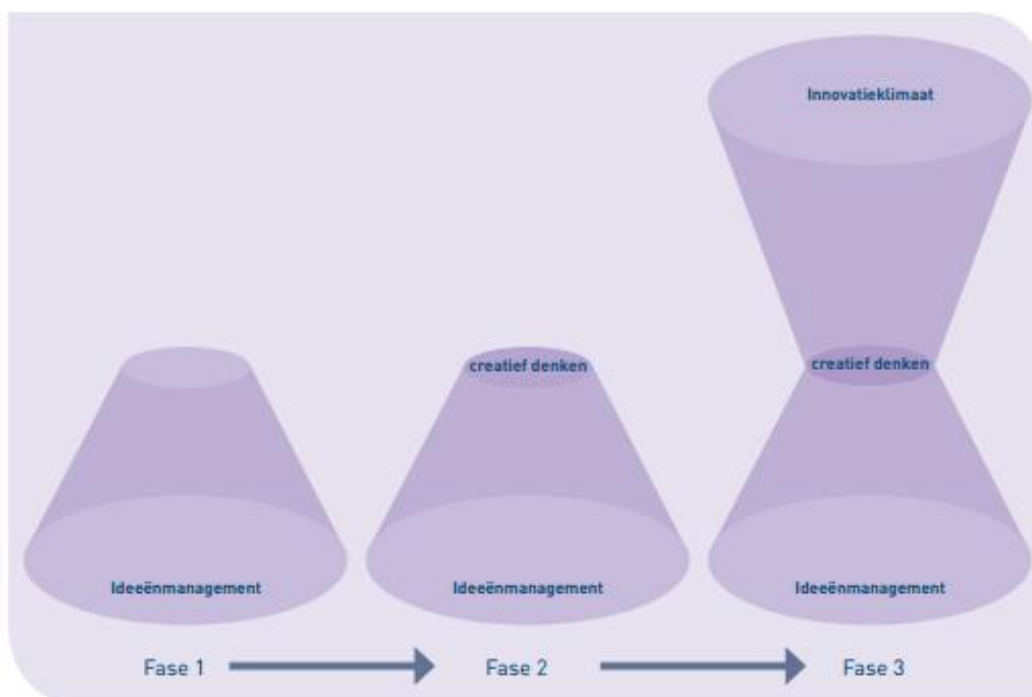 Innovatieklimaat
creatief denken
creatief denken
Ideeënmanagement
Ideeënmanagement
Ideeënmanagement
Fase 1
Fase 2
Fase 3